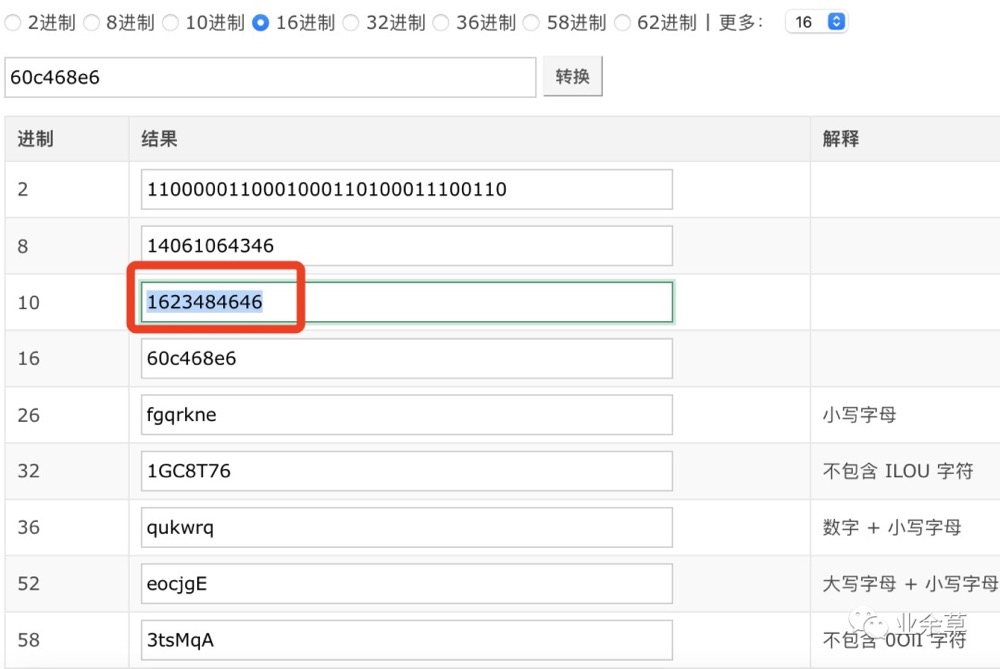 2进制 8进制 10进制 16进制 32进制 36进制 58进制 62进制 | 更多： 16
60c468e6 转换
进制 结果 解释
2 1100000110001000110100011100110
8 14061064346
10 1623484646
16 60c468e6
26 fgqrkne 小写字母
32 1GC8T76 不包含 ILOU 字符
36 qukwrq 数字 + 小写字母
52 eocjgE 大写字母 + 小写字母
58 3tsMqA 不包含 0OIl 字符
业余草